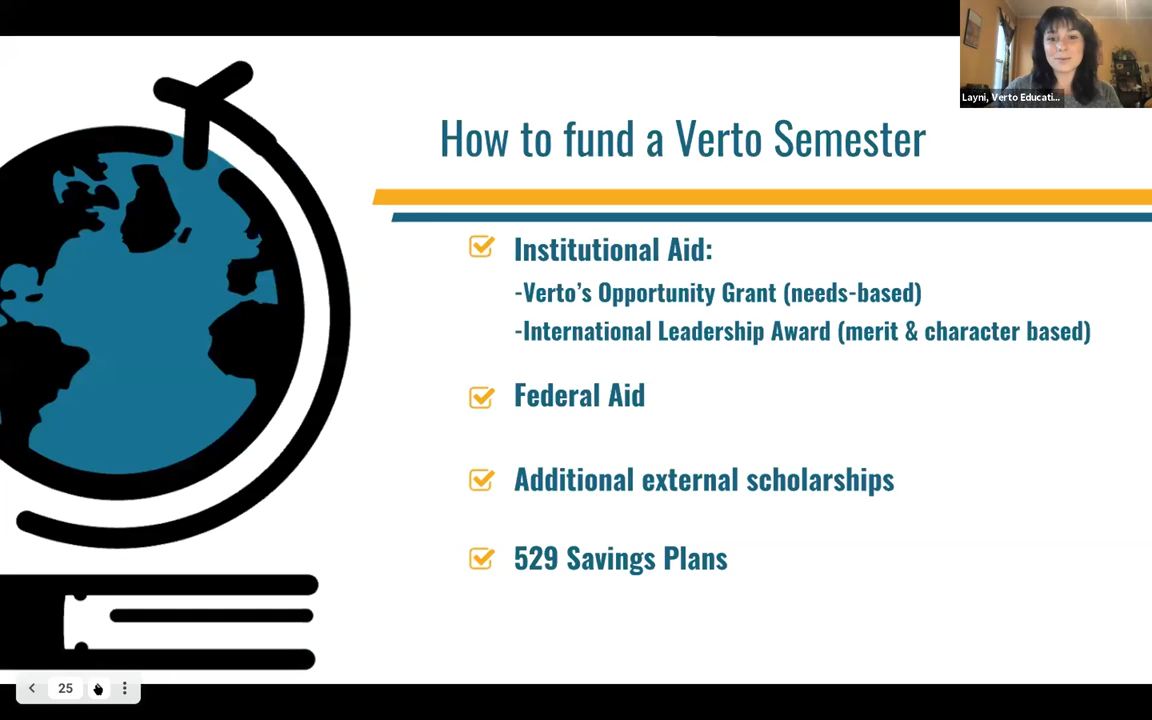 Layni, Verto Educati...
How to fund a Verto Semester
Institutional Aid:
-Verto's Opportunity Grant (needs-based)
-International Leadership Award (merit & character based)
Federal Aid
Additional external scholarships
529 Savings Plans
25